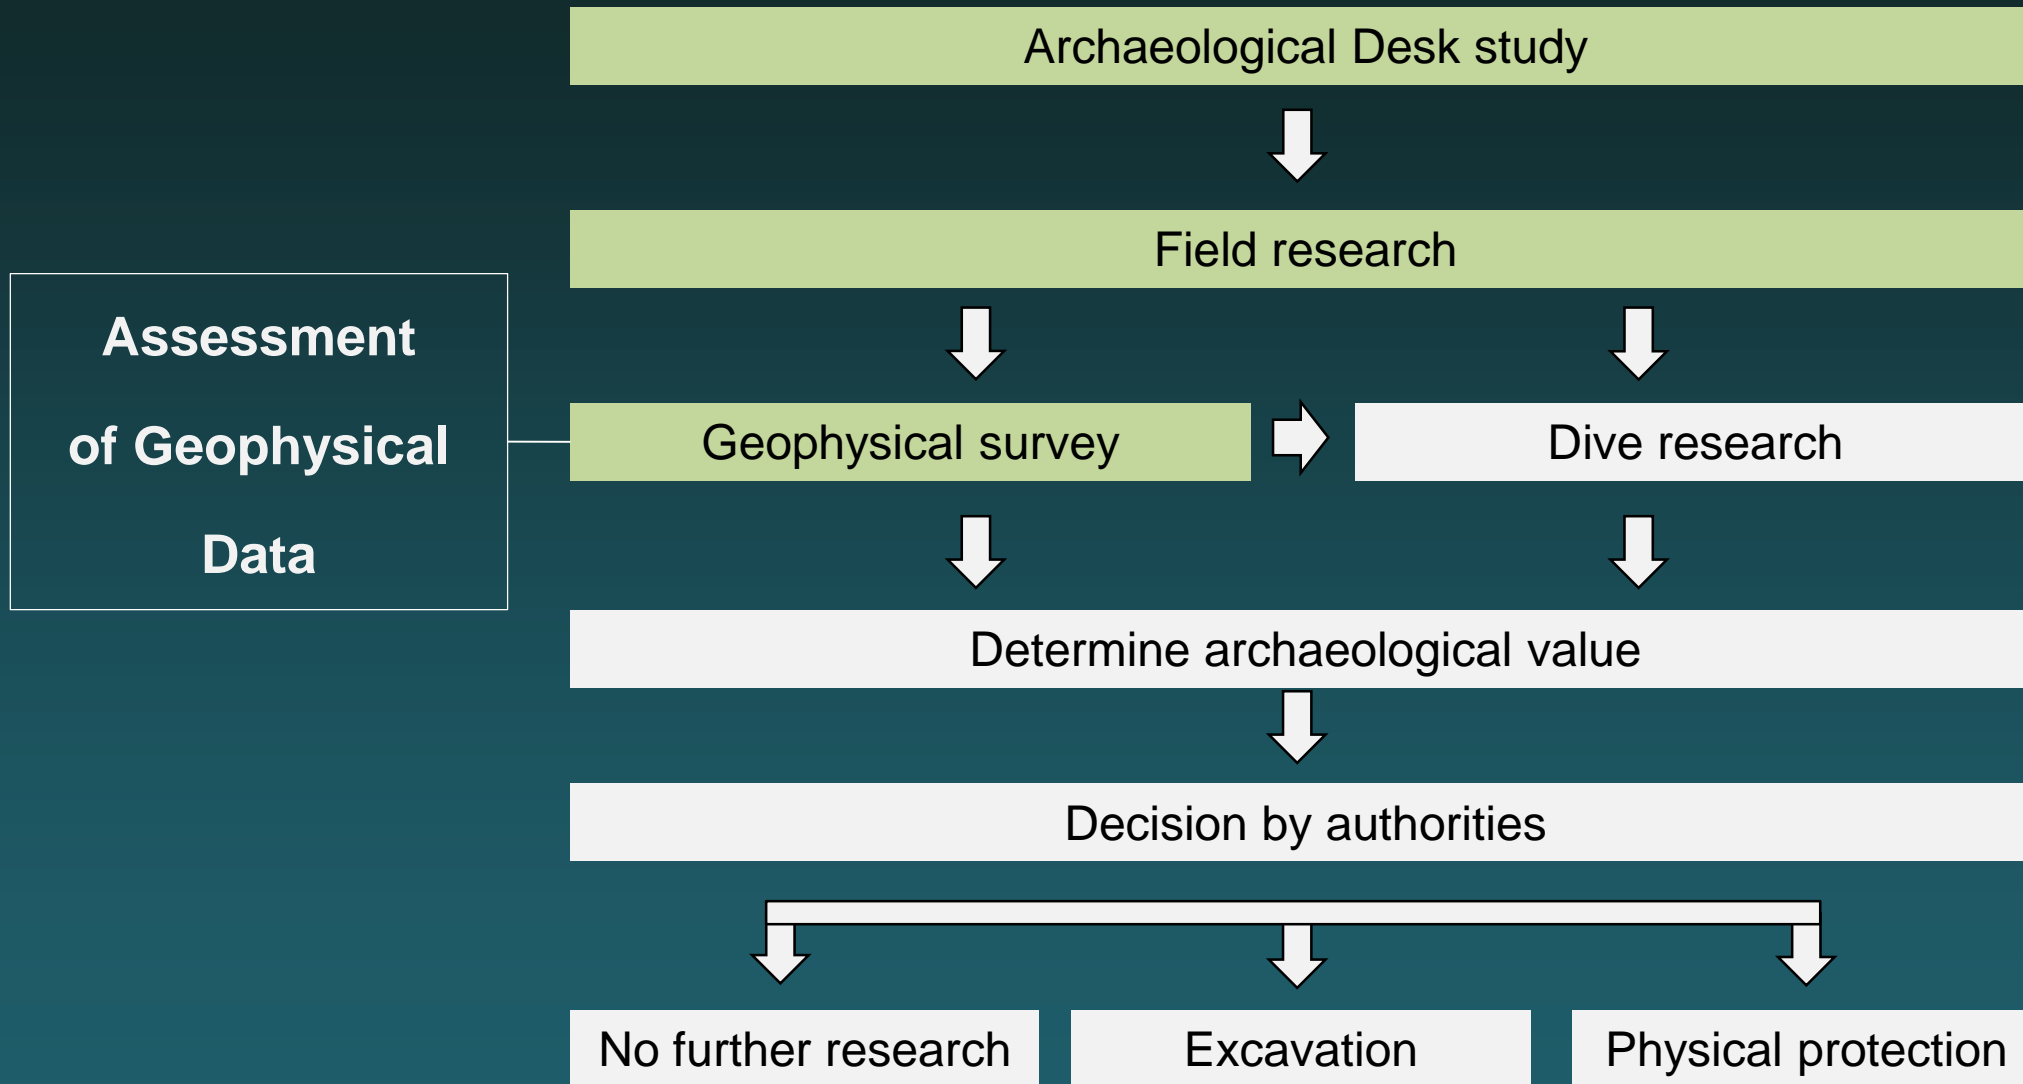 Archaeological Desk study
Field research
Assessment
of Geophysical
Data
Geophysical survey
Dive research
Determine archaeological value
Decision by authorities
No further research
Excavation
Physical protection